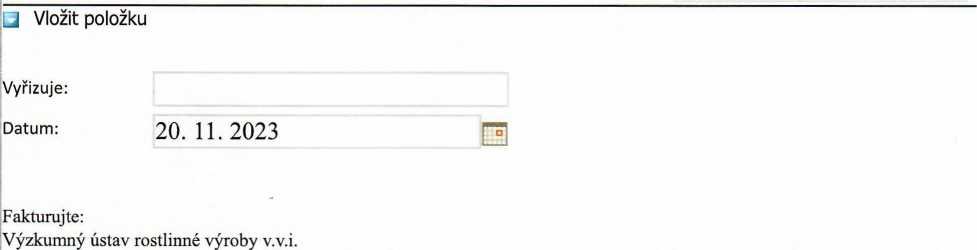 Vložit položku
Vyřizuje:
Datum: 20. 11. 2023
Fakturujte:
Výzkumný ústav rostlinné výroby v.v.i.